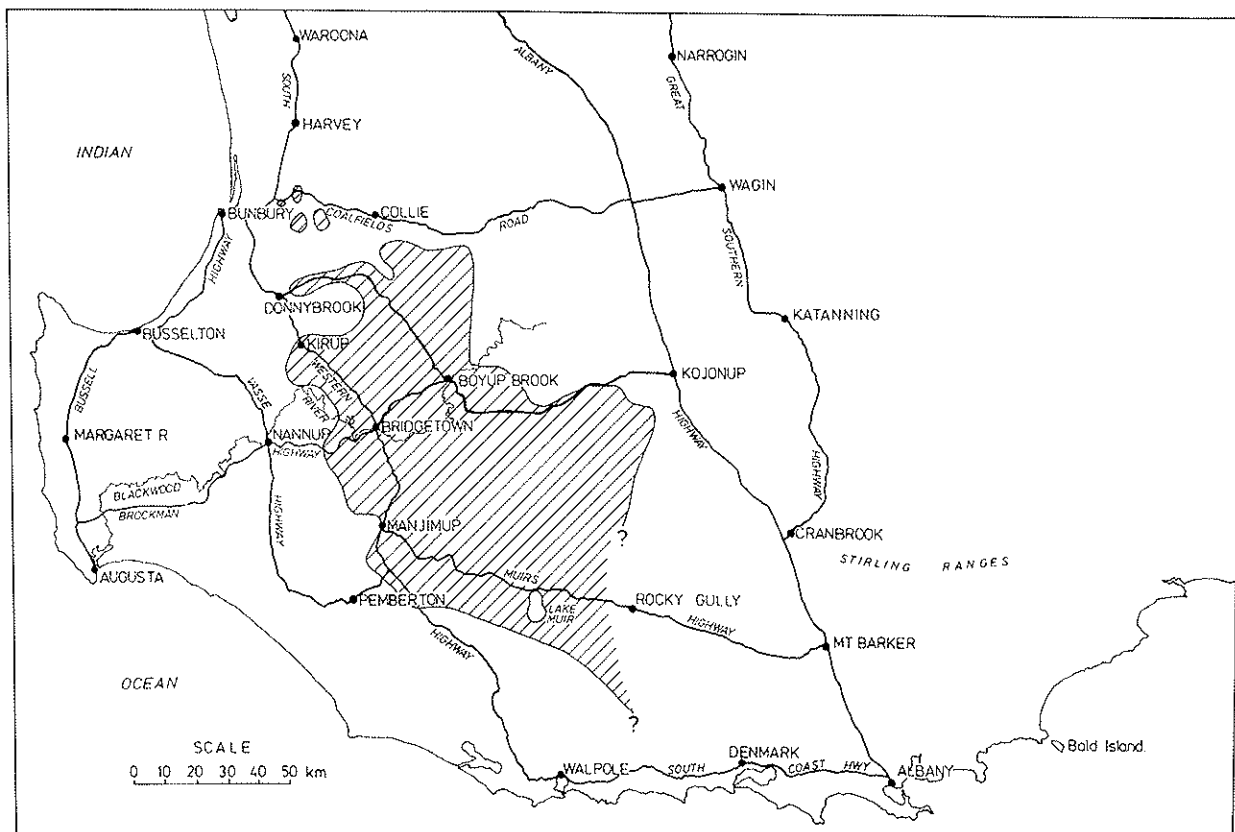 WAROONA
NARROGIN
ALBANY
SOUTH
GREAT
HARVEY
INDIAN
WAGIN
BUNBURY
COALFIELDS
COLLIE
ROAD
HIGHWAY
SOUTHERN
DONNYBROOK
KATANNING
BUSSELTON
KIRUP
WESTERN
BOYUP BROOK
KOJONUP
BUSSELL
VASSE
RIVER
BRIDGETOWN
HIGHWAY
MARGARET R
NANNUP
HIGHWAY
HIGHWAY
BLACKWOOD
BROCKMAN
HIGHWAY
MANJIMUP
?
CRANBROOK
STIRLING RANGES
AUGUSTA
MUIRS
PEMBERTON
LAKE
MUIR
ROCKY GULLY
HIGHWAY
HIGHWAY
MT BARKER
OCEAN
?
SCALE
0 10 20 30 40 50 km
DENMARK
Bald Island.
WALPOLE
SOUTH
COAST HWY
ALBANY